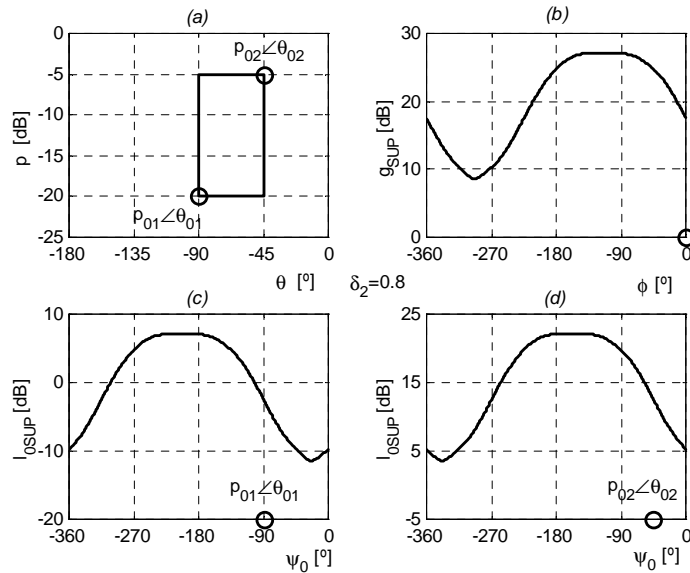 (a)
p₀₂∠θ₀₂
p [dB]
0
-5
-10
-15
-20
-25
p₀₁∠θ₀₁
-180 -135 -90 -45 0
θ [º]
(b)
g_SUP [dB]
30
20
10
0
-360 -270 -180 -90 0
ϕ [º]
δ₂=0.8
(c)
l₀SUP [dB]
10
0
-10
-20
p₀₁∠θ₀₁
-360 -270 -180 -90 0
ψ₀ [º]
(d)
l₀SUP [dB]
25
15
5
-5
p₀₂∠θ₀₂
-360 -270 -180 -90 0
ψ₀ [º]